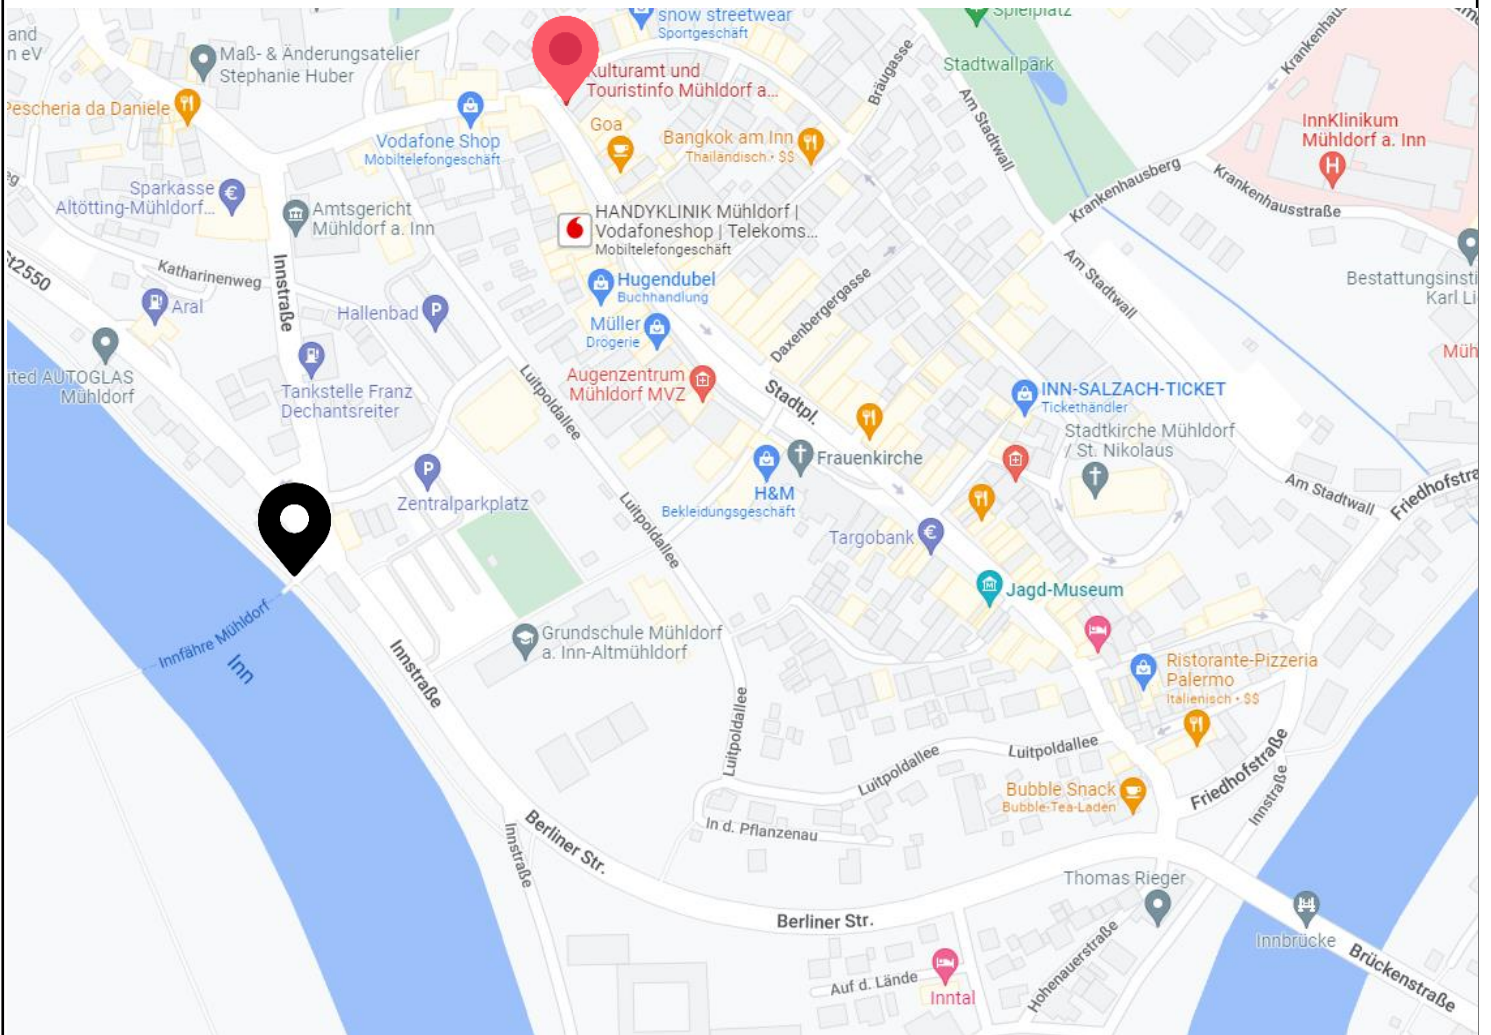 and
n eV
Maß- & Änderungsatelier
Stephanie Huber
Pescheria da Daniele
snow streetwear
Sportgeschäft
Spielplatz
Stadtwallpark
Kulturamt und
Touristinfo Mühldorf a...
Goa
Vodafone Shop
Mobiltelefongeschäft
Bangkok am Inn
Thailändisch • $$
Bräugasse
Am Stadtwall
Krankenhausberg
Krankenhausstraße
Krankenhau
InnKlinikum
Mühldorf a. Inn
Sparkasse
Altötting-Mühldorf...
Amtsgericht
Mühldorf a. Inn
HANDYKLINIK Mühldorf |
Vodafoneshop | Telekoms...
Mobiltelefongeschäft
St2550
Katharinenweg
Innstraße
Aral
Hallenbad
Hugendubel
Buchhandlung
Müller
Drogerie
Daxenbergergasse
Am Stadtwall
Bestattungsinsti
Karl Li
Müh
ited AUTOGLAS
Mühldorf
Tankstelle Franz
Dechantsreiter
Luitpoldallee
Augenzentrum
Mühldorf MVZ
Stadtpl.
INN-SALZACH-TICKET
Tickethändler
Stadtkirche Mühldorf
/ St. Nikolaus
Frauenkirche
H&M
Bekleidungsgeschäft
Zentralparkplatz
Luitpoldallee
Targobank
Am Stadtwall
Friedhofstra
Jagd-Museum
Innfähre Mühldorf
Inn
Innstraße
Grundschule Mühldorf
a. Inn-Altmühldorf
Ristorante-Pizzeria
Palermo
Italienisch • $$
Luitpoldallee
Luitpoldallee
Luitpoldallee
Friedhofstraße
Innstraße
Bubble Snack
Bubble-Tea-Laden
In d. Pflanzenau
Berliner Str.
Innstraße
Berliner Str.
Thomas Rieger
Innbrücke
Brückenstraße
Auf d. Lände
Inntal
Hohenauerstraße